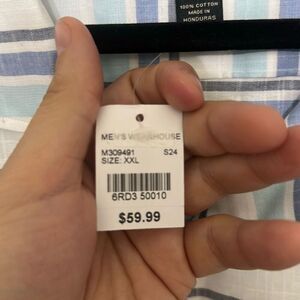 100% COTTON
MADE IN
HONDURAS
MEN'S WEARHOUSE
M309491 S24
SIZE: XXL
6RD3 50010
$59.99